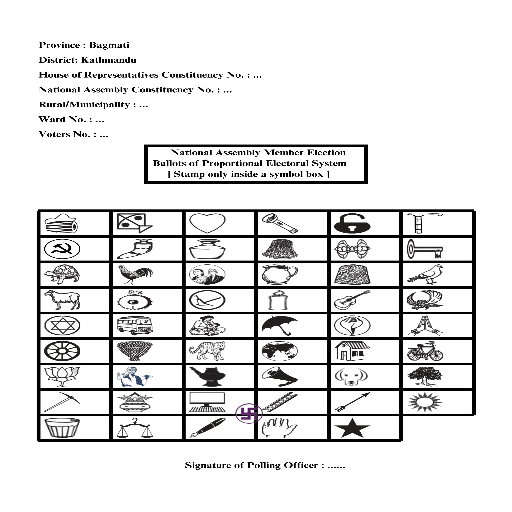 Province : Bagmati
District: Kathmandu
House of Representatives Constituency No. : ...
National Assembly Constituency No. : ...
Rural/Municipality : ...
Ward No. : ...
Voters No. : ...
National Assembly Member Election
Ballots of Proportional Electoral System
[ Stamp only inside a symbol box ]
Signature of Polling Officer : ......